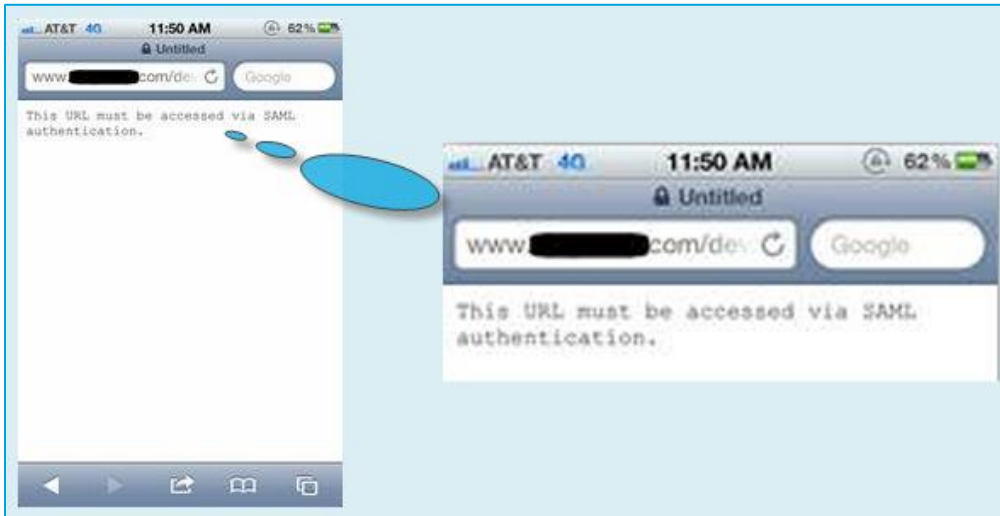 AT&T 4G 11:50 AM 62%
Untitled
www. com/de Google
This URL must be accessed via SAML
authentication.
AT&T 4G 11:50 AM 62%
Untitled
www. com/dev Google
This URL must be accessed via SAML
authentication.